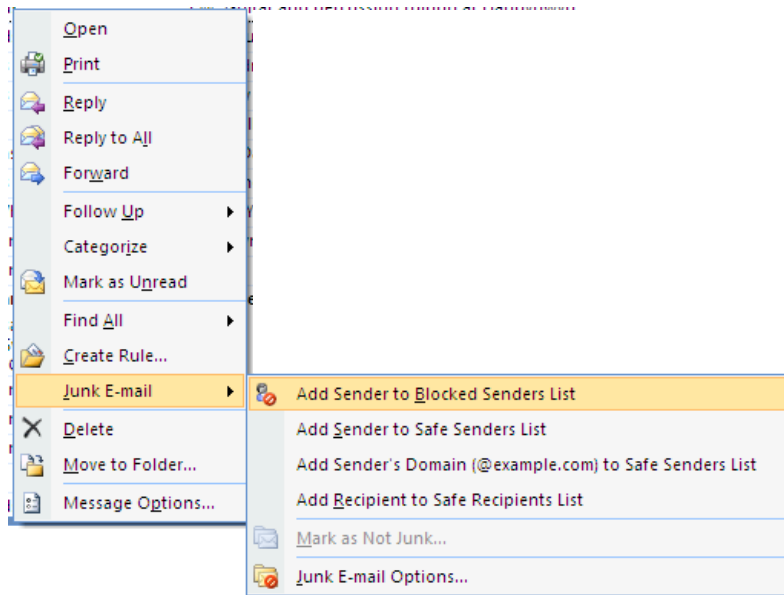 Open
Print
Reply
Reply to All
Forward
Follow Up
Categorize
Mark as Unread
Find All
Create Rule...
Junk E-mail
Delete
Move to Folder...
Message Options...
Add Sender to Blocked Senders List
Add Sender to Safe Senders List
Add Sender's Domain (@example.com) to Safe Senders List
Add Recipient to Safe Recipients List
Mark as Not Junk...
Junk E-mail Options...